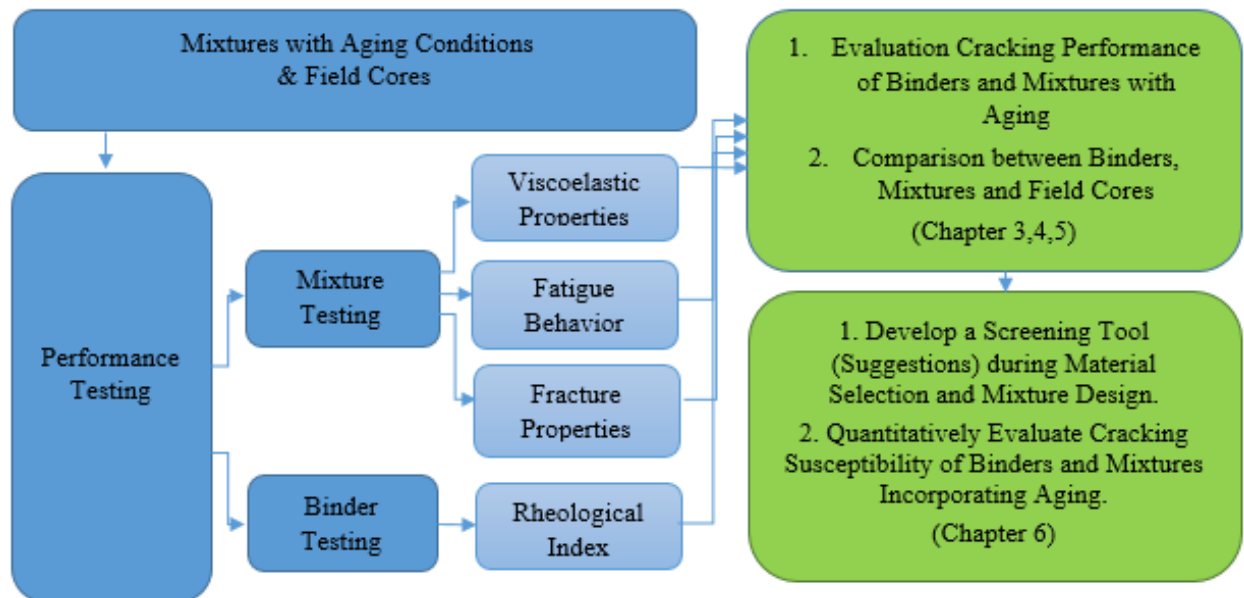 Mixtures with Aging Conditions
& Field Cores
Performance
Testing
Mixture
Testing
Binder
Testing
Viscoelastic
Properties
Fatigue
Behavior
Fracture
Properties
Rheological
Index
1. Evaluation Cracking Performance
of Binders and Mixtures with
Aging
2. Comparison between Binders,
Mixtures and Field Cores
(Chapter 3,4,5)
1. Develop a Screening Tool
(Suggestions) during Material
Selection and Mixture Design.
2. Quantitatively Evaluate Cracking
Susceptibility of Binders and Mixtures
Incorporating Aging.
(Chapter 6)